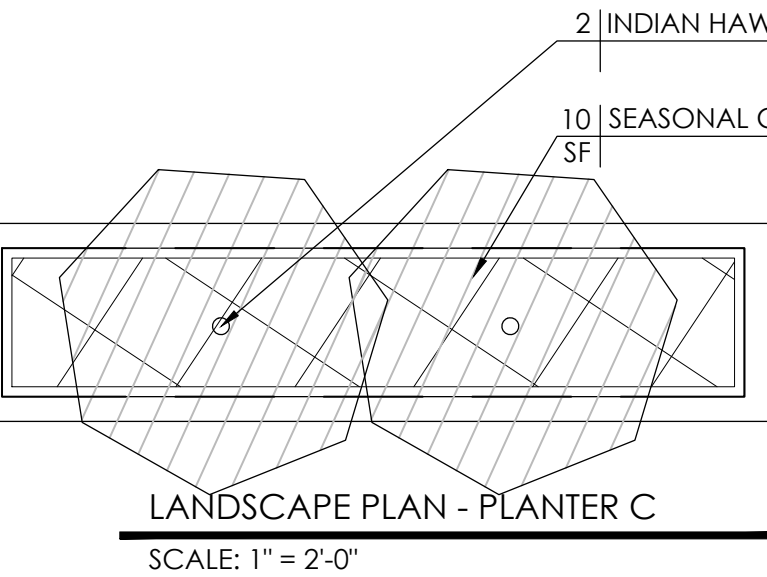 2 INDIAN HAW
10 SEASONAL
SF
LANDSCAPE PLAN - PLANTER C
SCALE: 1" = 2'-0"